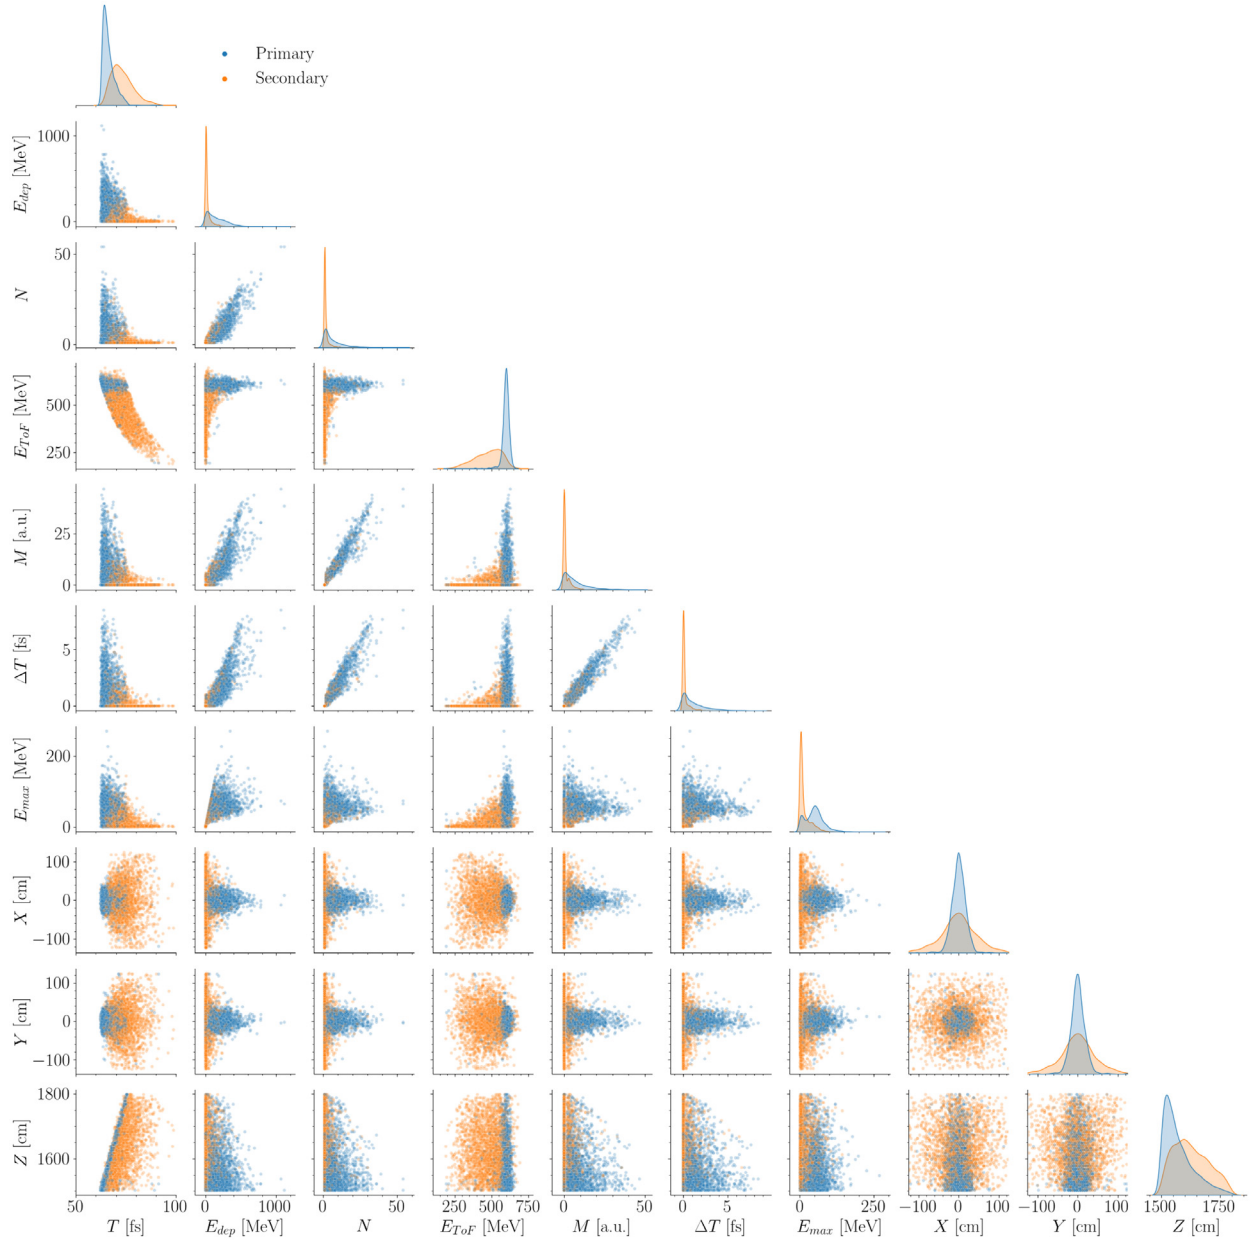 Primary
Secondary
1000
0
E_dep [MeV]
50
0
N
500
250
E_ToF [MeV]
25
0
M [a.u.]
5
0
ΔT [fs]
200
0
E_max [MeV]
100
0
−100
X [cm]
100
0
−100
Y [cm]
1800
1600
Z [cm]
50 100 0 1000 0 50 250 500 750 0 50 0 5 0 250 −100 0 100 −100 0 100 1500 1750
T [fs] E_dep [MeV] N E_ToF [MeV] M [a.u.] ΔT [fs] E_max [MeV] X [cm] Y [cm] Z [cm]